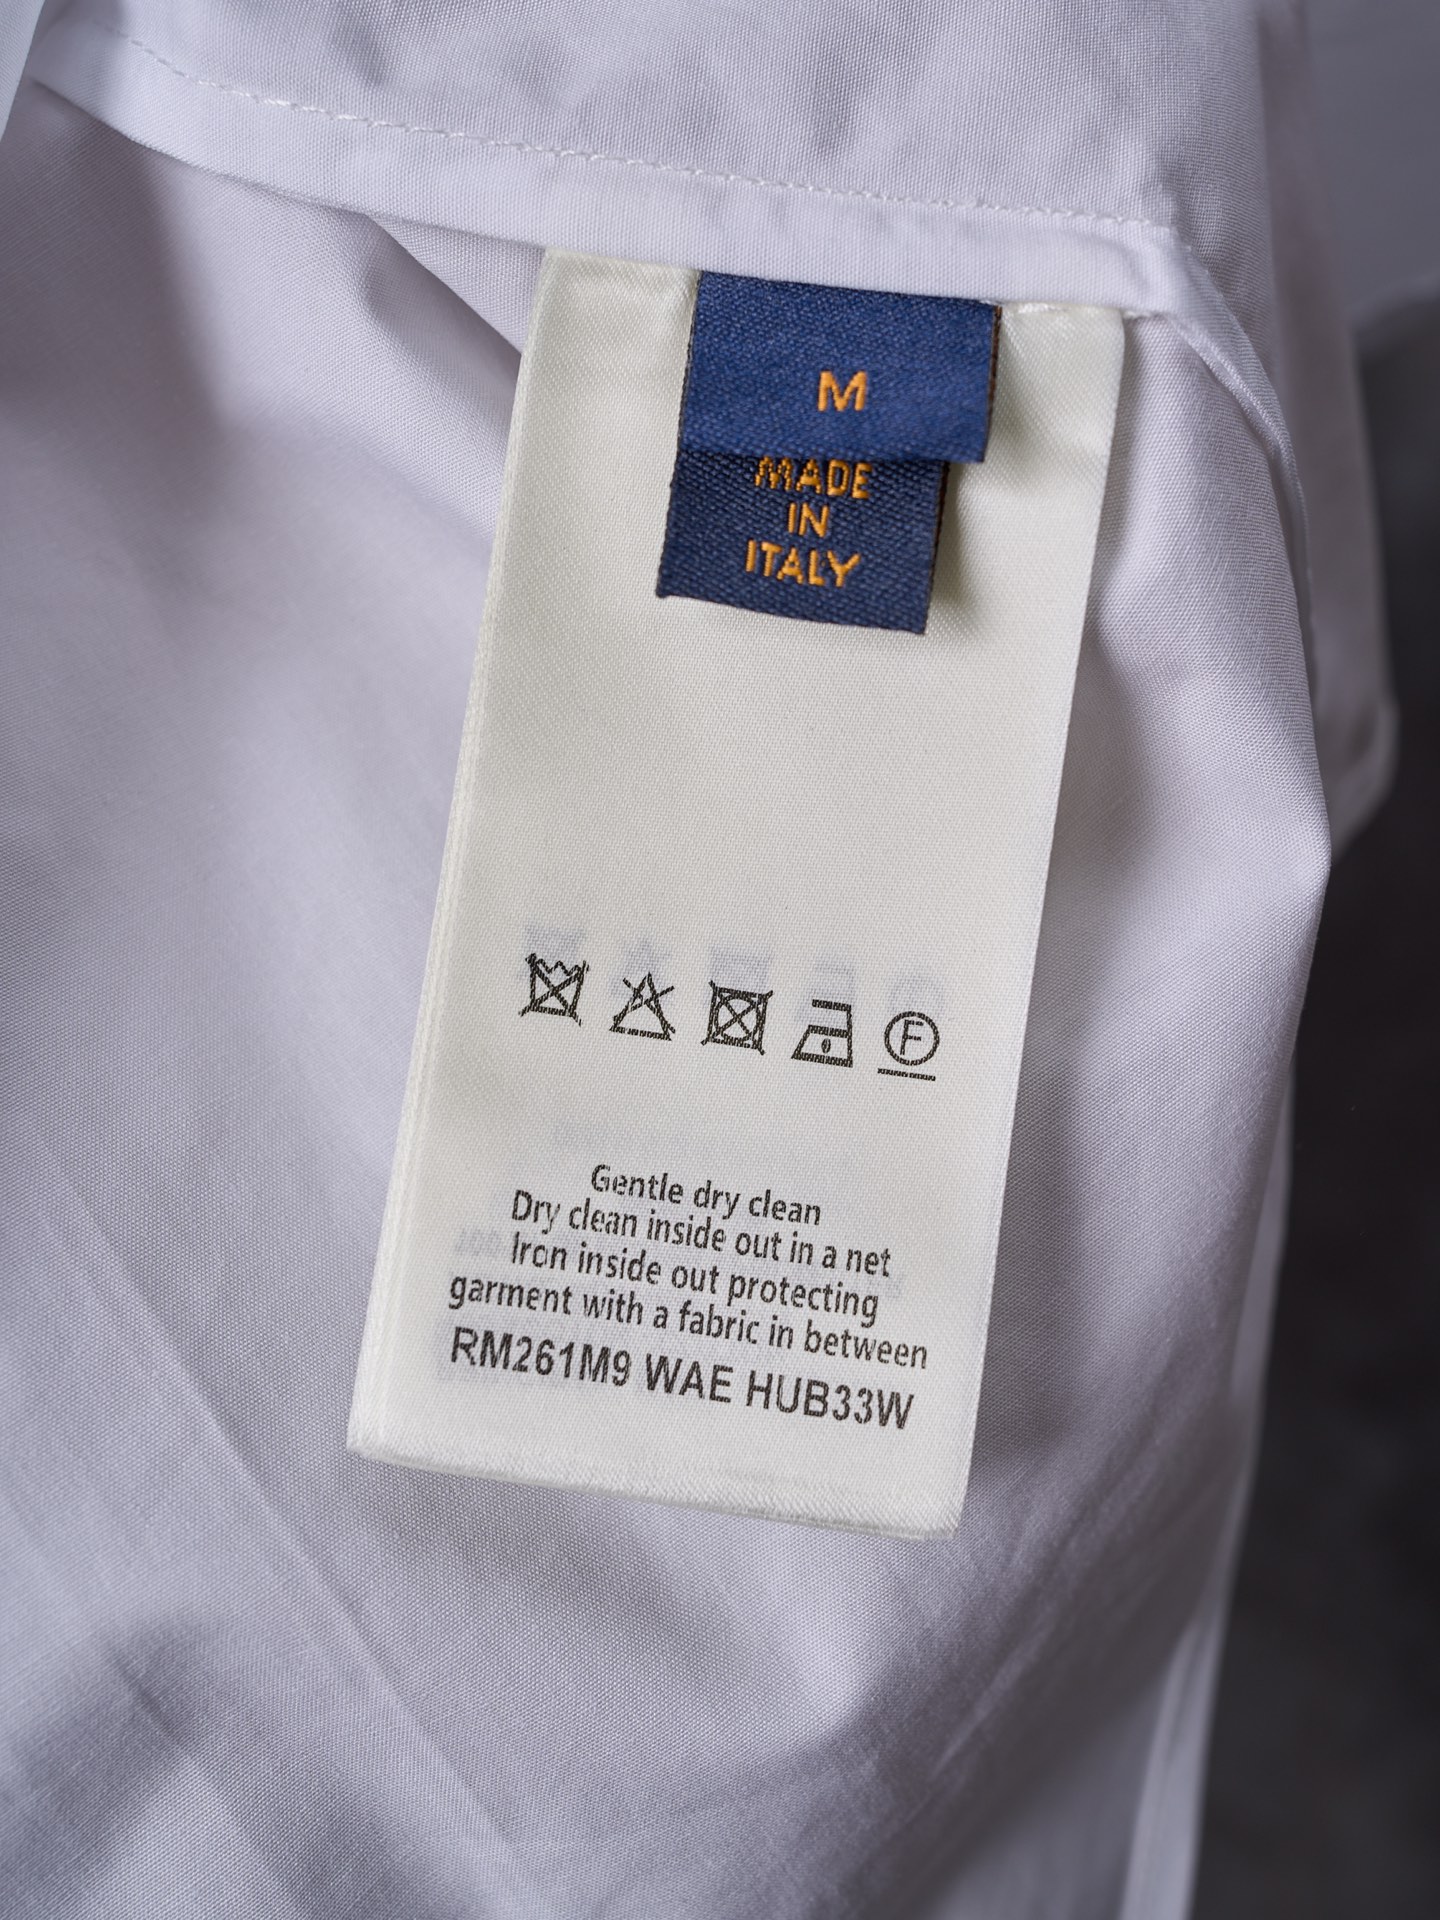 M
MADE
IN
ITALY
F
Gentle dry clean
Dry clean inside out in a net
Iron inside out protecting
garment with a fabric in between
RM261M9 WAE HUB33W